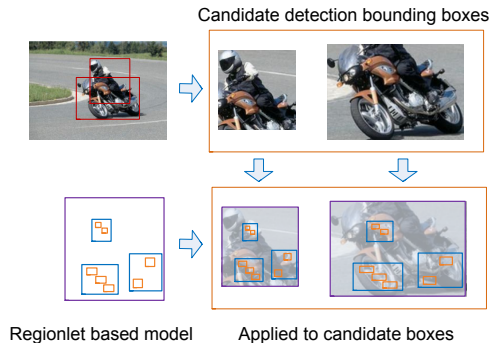 Candidate detection bounding boxes
Regionlet based model
Applied to candidate boxes